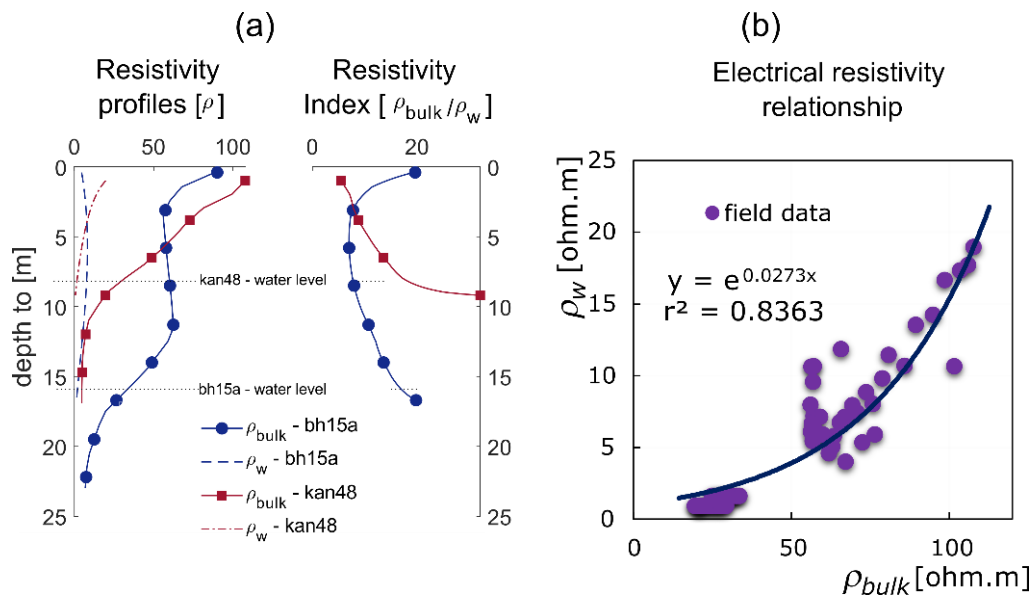 (a)
Resistivity
profiles [ρ]
0 50 100
Resistivity
Index [ ρbulk/ρw]
0 20
depth to [m]
0
5
10
15
20
25
0
5
10
15
20
25
kan48 - water level
bh15a - water level
ρbulk - bh15a
ρw - bh15a
ρbulk - kan48
ρw - kan48
(b)
Electrical resistivity
relationship
ρw [ohm.m]
25
20
15
10
5
0
field data
y = e^0.0273x
r² = 0.8363
0 50 100
ρbulk [ohm.m]